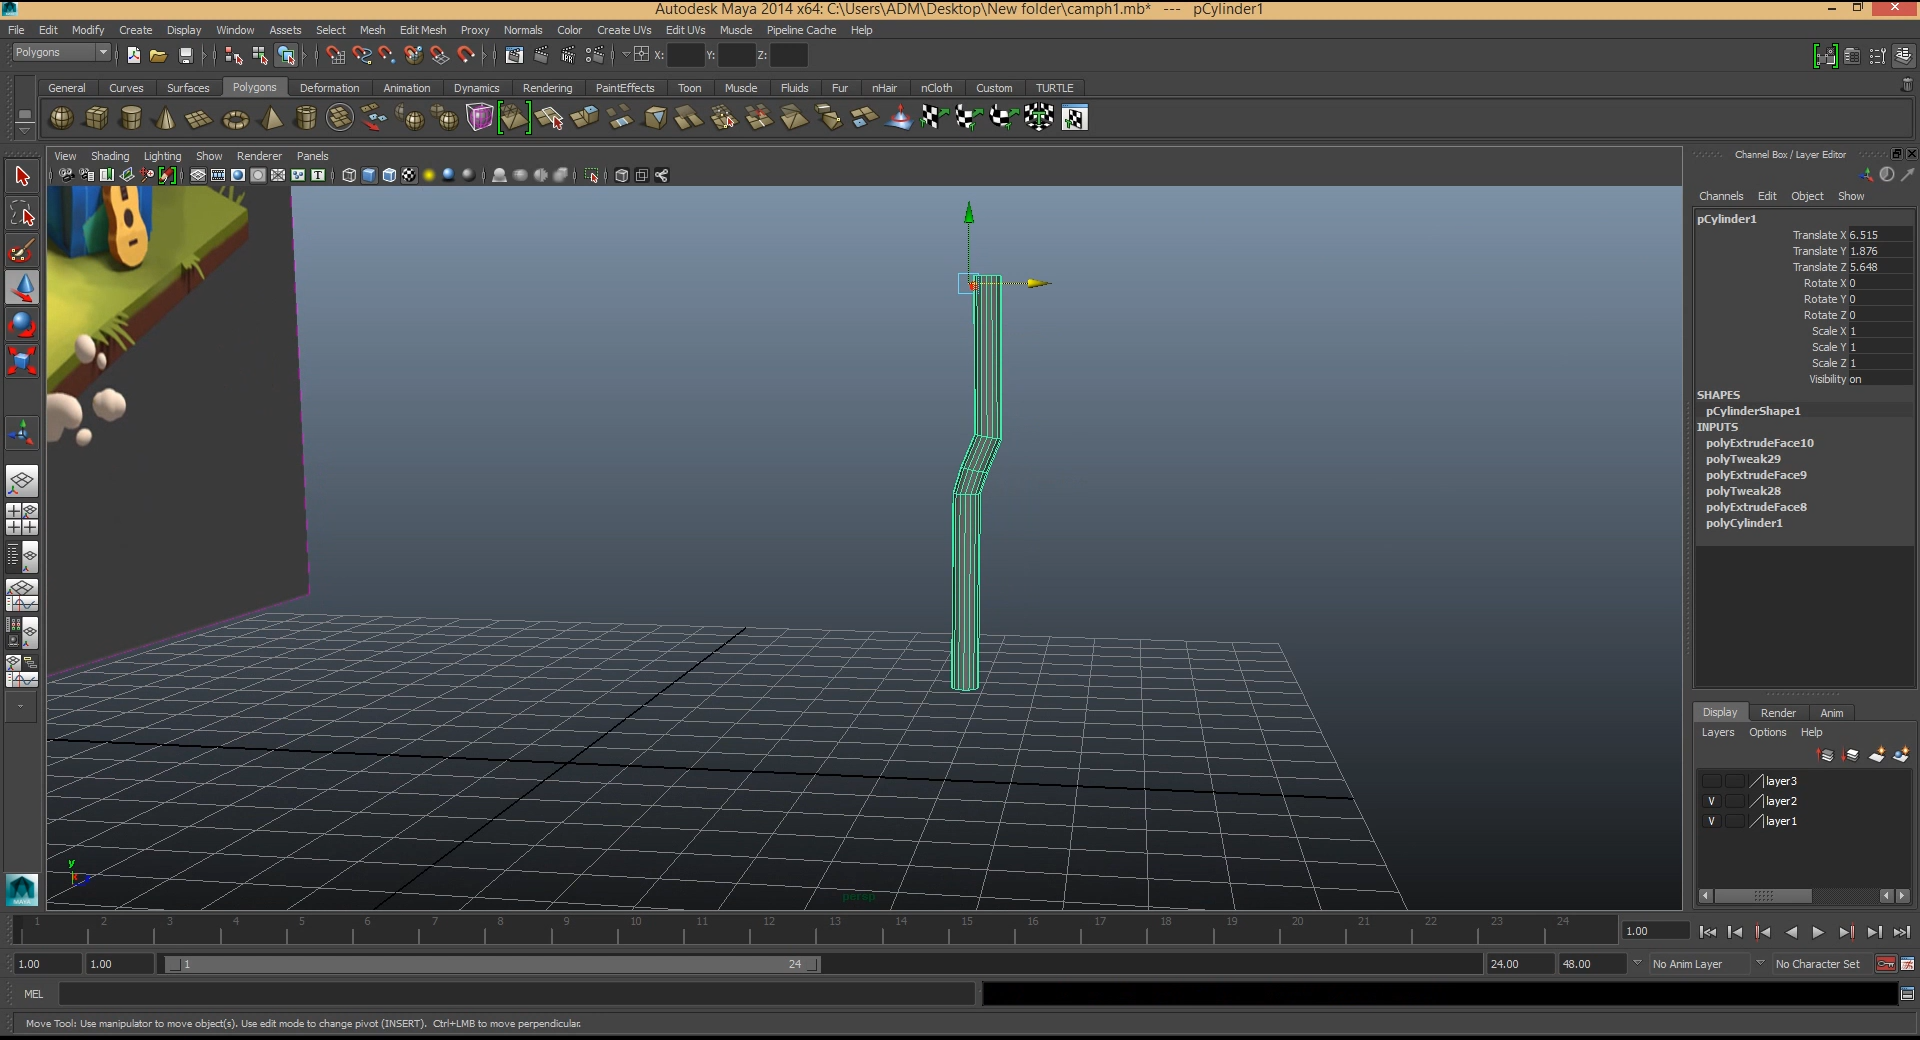 Autodesk Maya 2014 x64: C:\Users\ADM\Desktop\New folder\camph1.mb*   ---   pCylinder1
File Edit Modify Create Display Window Assets Select Mesh Edit Mesh Proxy Normals Color Create UVs Edit UVs Muscle Pipeline Cache Help
Polygons X: Y: Z:
General Curves Surfaces Polygons Deformation Animation Dynamics Rendering PaintEffects Toon Muscle Fluids Fur nHair nCloth Custom TURTLE
View Shading Lighting Show Renderer Panels
Channel Box / Layer Editor
Channels Edit Object Show
pCylinder1
Translate X 6.515
Translate Y 1.876
Translate Z 5.648
Rotate X 0
Rotate Y 0
Rotate Z 0
Scale X 1
Scale Y 1
Scale Z 1
Visibility on
SHAPES
pCylinderShape1
INPUTS
polyExtrudeFace10
polyTweak29
polyExtrudeFace9
polyTweak28
polyExtrudeFace8
polyCylinder1
Display Render Anim
Layers Options Help
layer3
V layer2
V layer1
y
persp
1 2 3 4 5 6 7 8 9 10 11 12 13 14 15 16 17 18 19 20 21 22 23 24 1.00
1.00 1.00 1 24 24.00 48.00 No Anim Layer No Character Set
MEL
Move Tool: Use manipulator to move object(s). Use edit mode to change pivot (INSERT).  Ctrl+LMB to move perpendicular.